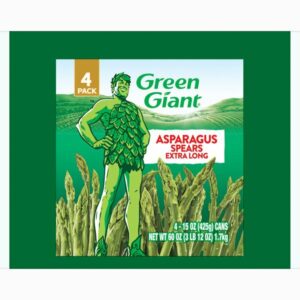 4
PACK
Green
Giant
ASPARAGUS
SPEARS
EXTRA LONG
4 - 15 OZ (425g) CANS
NET WT 60 OZ (3 LB 12 OZ) 1.7kg